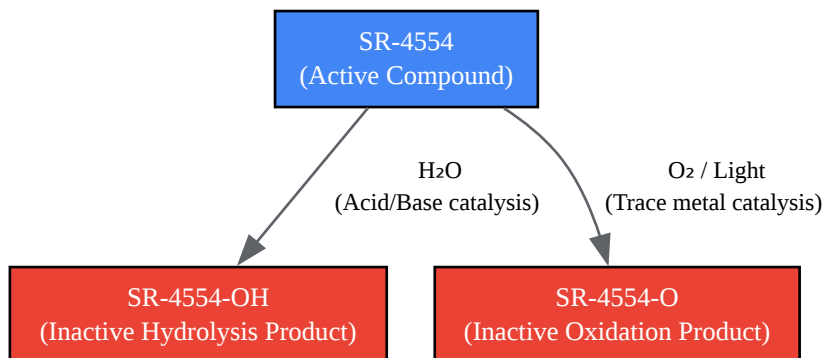 SR-4554
(Active Compound)
H₂O
(Acid/Base catalysis)
O₂ / Light
(Trace metal catalysis)
SR-4554-OH
(Inactive Hydrolysis Product)
SR-4554-O
(Inactive Oxidation Product)